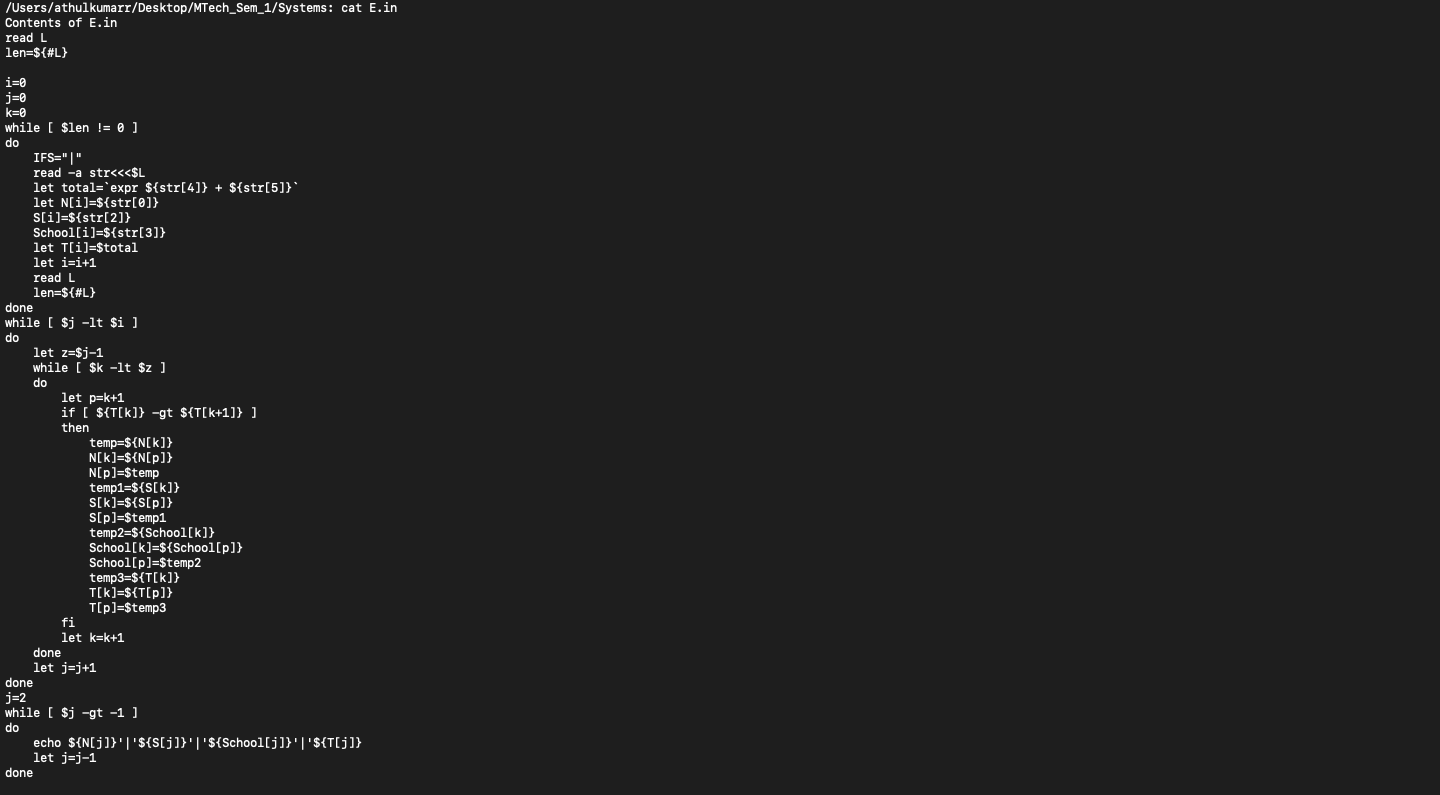 /Users/athulkumarr/Desktop/MTech_Sem_1/Systems: cat E.in
Contents of E.in
read L
len=${#L}

i=0
j=0
k=0
while [ $len != 0 ]
do
    IFS="|"
    read -a str<<<$L
    let total=`expr ${str[4]} + ${str[5]}`
    let N[i]=${str[0]}
    S[i]=${str[2]}
    School[i]=${str[3]}
    let T[i]=$total
    let i=i+1
    read L
    len=${#L}
done
while [ $j -lt $i ]
do
    let z=$j-1
    while [ $k -lt $z ]
    do
        let p=k+1
        if [ ${T[k]} -gt ${T[k+1]} ]
        then
            temp=${N[k]}
            N[k]=${N[p]}
            N[p]=$temp
            temp1=${S[k]}
            S[k]=${S[p]}
            S[p]=$temp1
            temp2=${School[k]}
            School[k]=${School[p]}
            School[p]=$temp2
            temp3=${T[k]}
            T[k]=${T[p]}
            T[p]=$temp3
        fi
        let k=k+1
    done
    let j=j+1
done
j=2
while [ $j -gt -1 ]
do
    echo ${N[j]}'|'${S[j]}'|'${School[j]}'|'${T[j]}
    let j=j-1
done